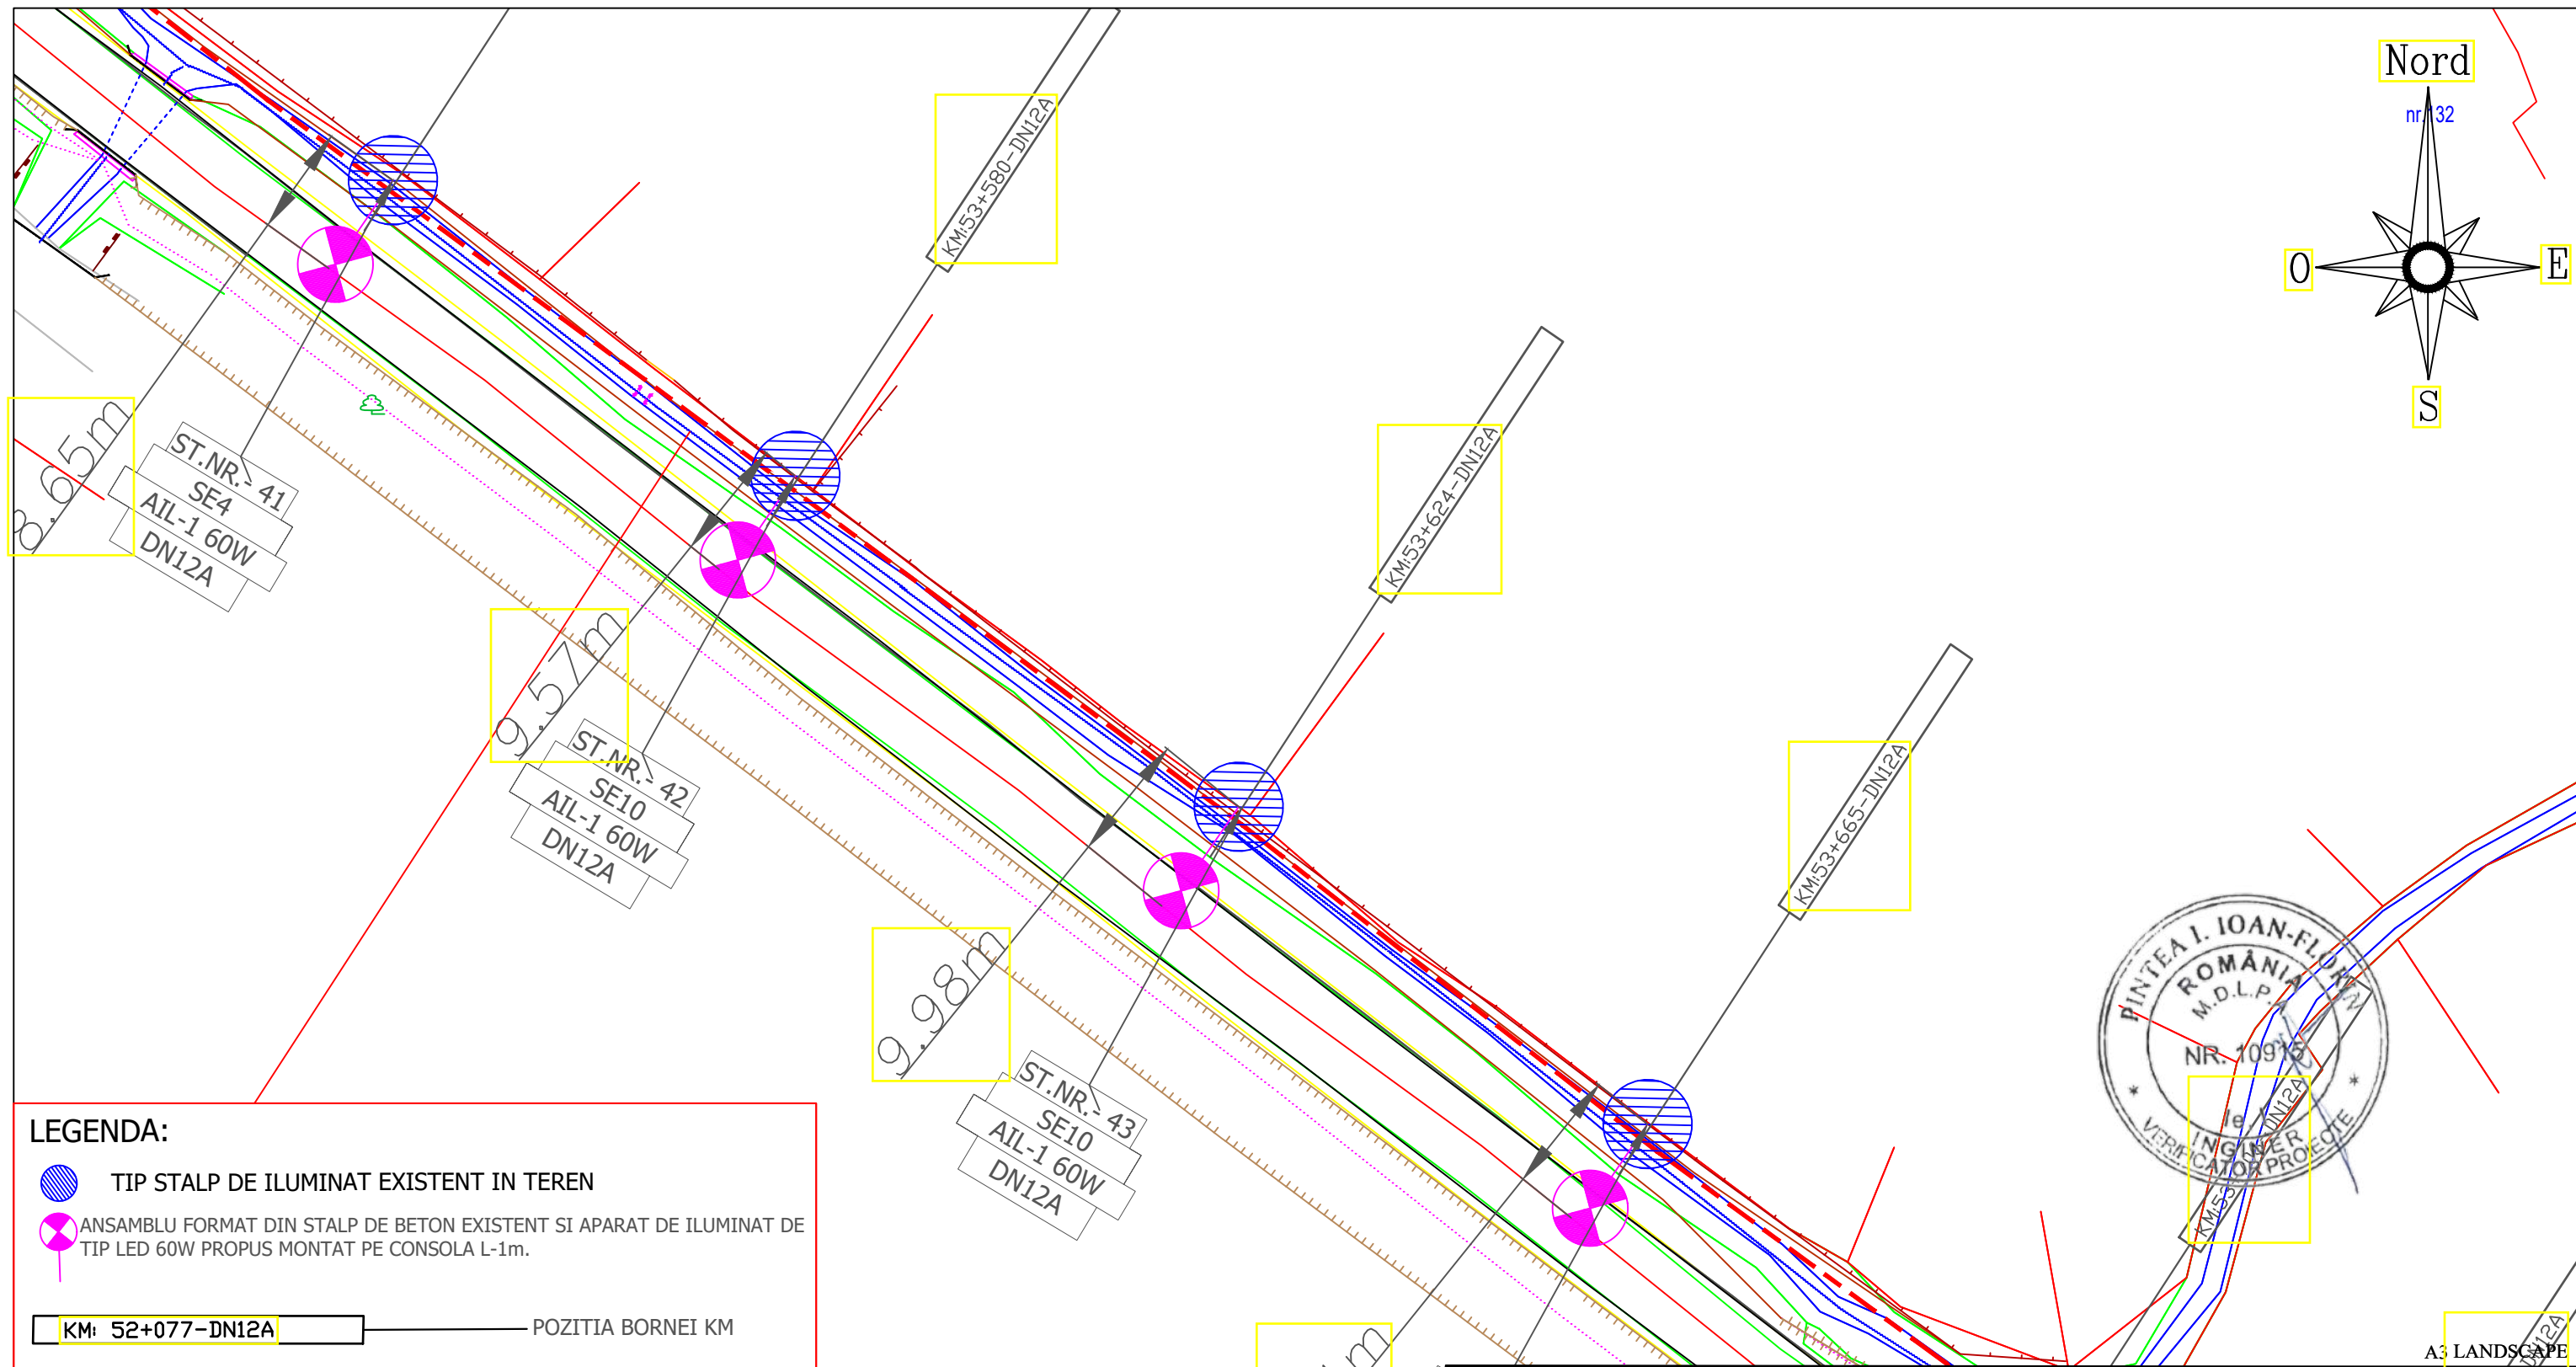 Nord
nr.132
O
E
S
KM:53+580-DN12A
KM:53+624-DN12A
KM:53+665-DN12A
8.65m
ST.NR.- 41
SE4
AIL-1 60W
DN12A
9.57m
ST.NR.- 42
SE10
AIL-1 60W
DN12A
9.98m
ST.NR.- 43
SE10
AIL-1 60W
DN12A
PINTEA I. IOAN-FLORIN
ROMÂNIA
M.D.L.P.A
NR. 10915
Ie
INGINER
VERIFICATOR PROIECTE
DN12A
LEGENDA:
TIP STALP DE ILUMINAT EXISTENT IN TEREN
ANSAMBLU FORMAT DIN STALP DE BETON EXISTENT SI APARAT DE ILUMINAT DE
TIP LED 60W PROPUS MONTAT PE CONSOLA L-1m.
KM: 52+077-DN12A
POZITIA BORNEI KM
A3 LANDSCAPE